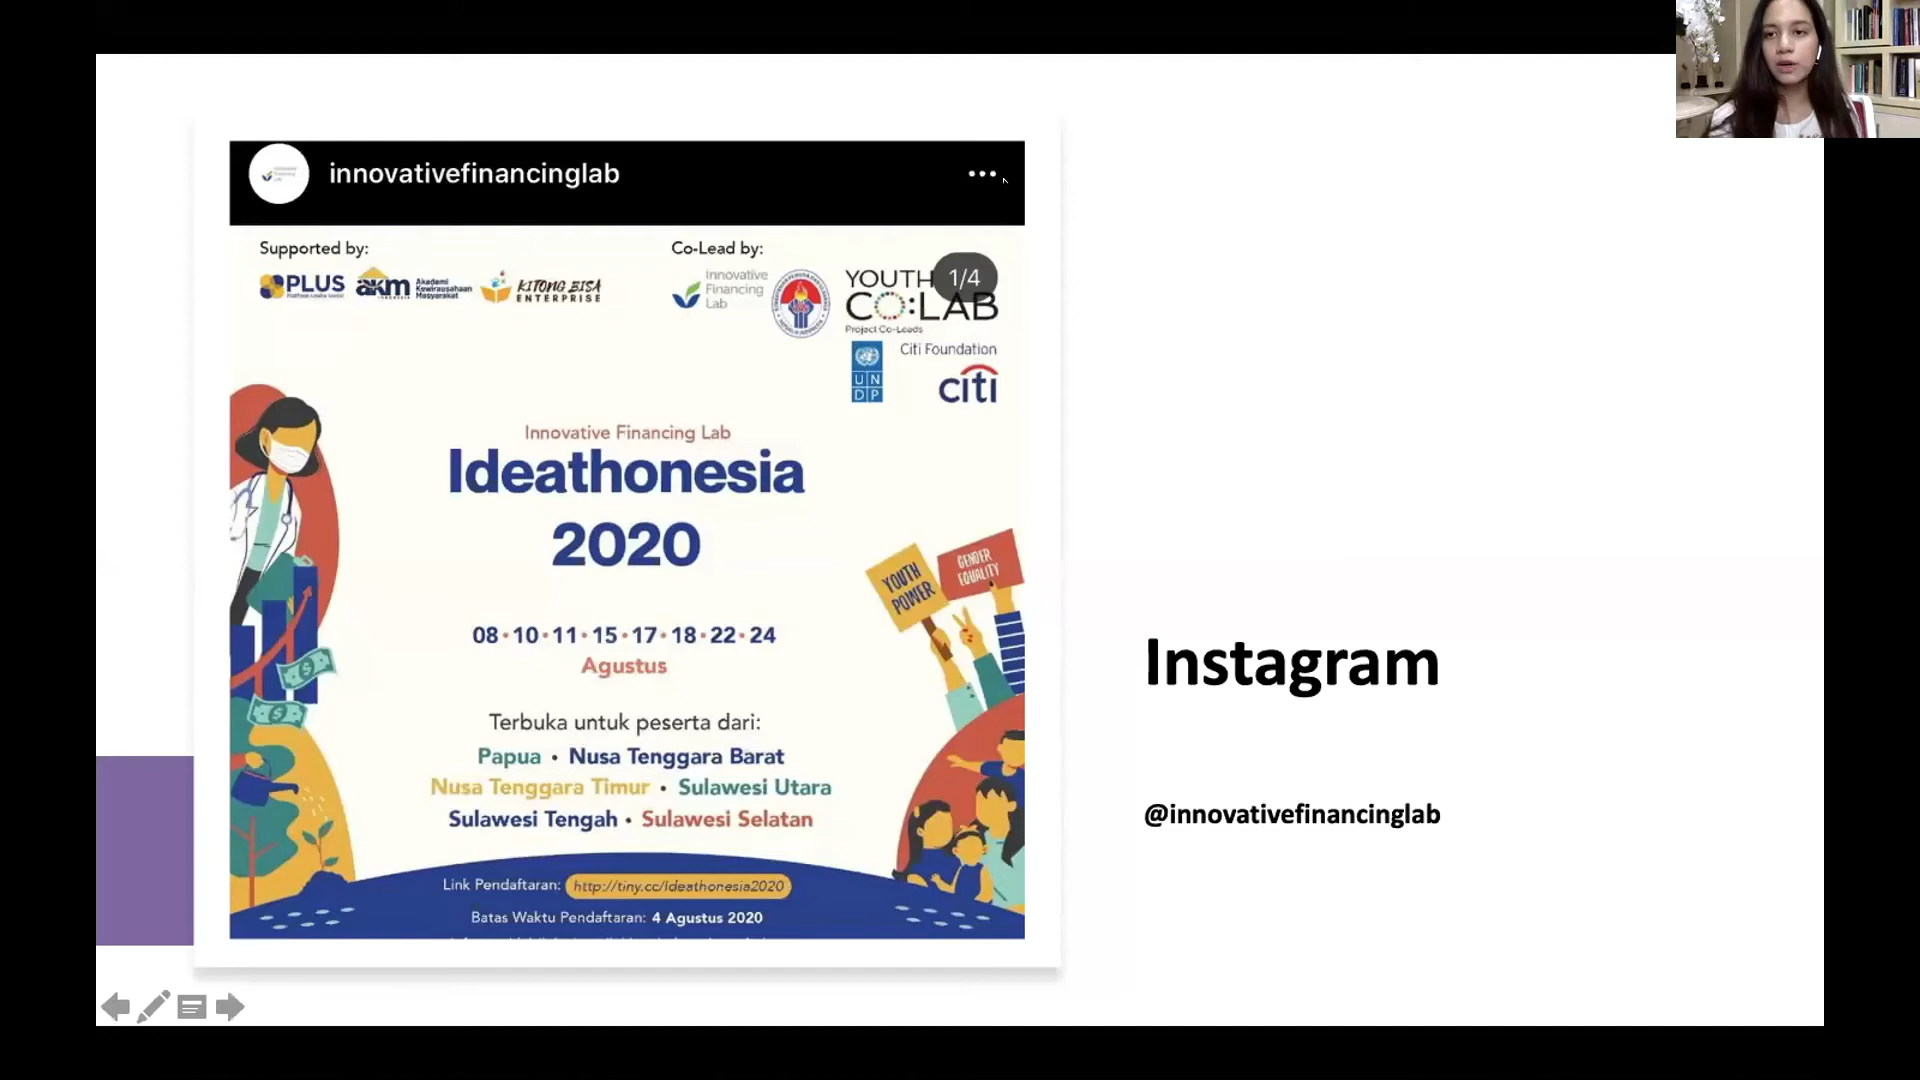 innovativefinancinglab
Supported by:
Co-Lead by:
PLUS
akm
Akademi
Kewirausahaan
Masyarakat
KITONG BISA
ENTERPRISE
Innovative
Financing
Lab
YOUTH
CO:LAB
1/4
Project Co-Leads
UN
DP
Citi Foundation
citi
Innovative Financing Lab
Ideathonesia
2020
YOUTH
POWER
GENDER
EQUALITY
08 • 10 • 11 • 15 • 17 • 18 • 22 • 24
Agustus
Terbuka untuk peserta dari:
Papua • Nusa Tenggara Barat
Nusa Tenggara Timur • Sulawesi Utara
Sulawesi Tengah • Sulawesi Selatan
Link Pendaftaran: http://tiny.cc/Ideathonesia2020
Batas Waktu Pendaftaran: 4 Agustus 2020
Instagram
@innovativefinancinglab